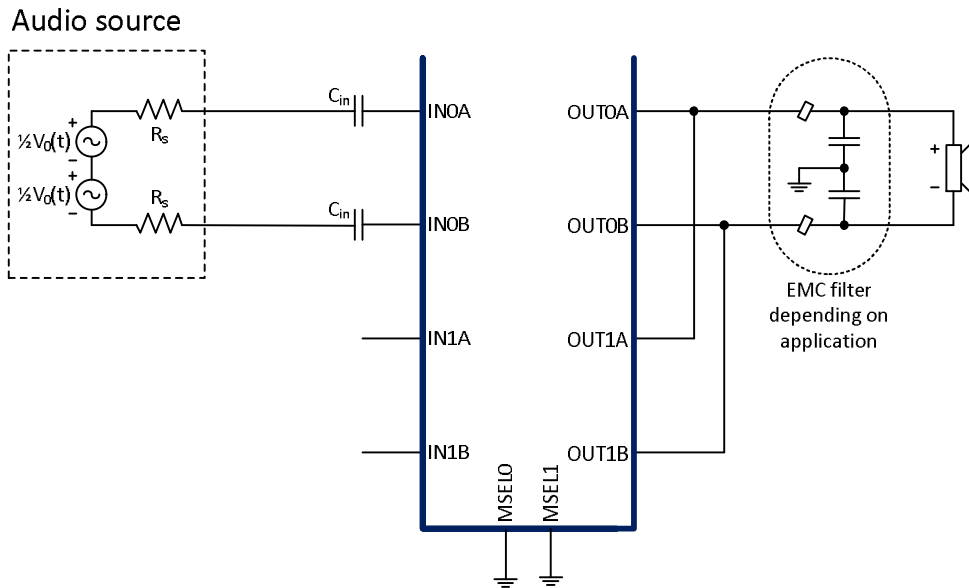 Audio source
+
½V₀(t)
−
+
½V₀(t)
−
Rₛ
Rₛ
Cᵢₙ
Cᵢₙ
IN0A
IN0B
IN1A
IN1B
MSEL0
MSEL1
OUT0A
OUT0B
OUT1A
OUT1B
+
−
EMC filter
depending on
application